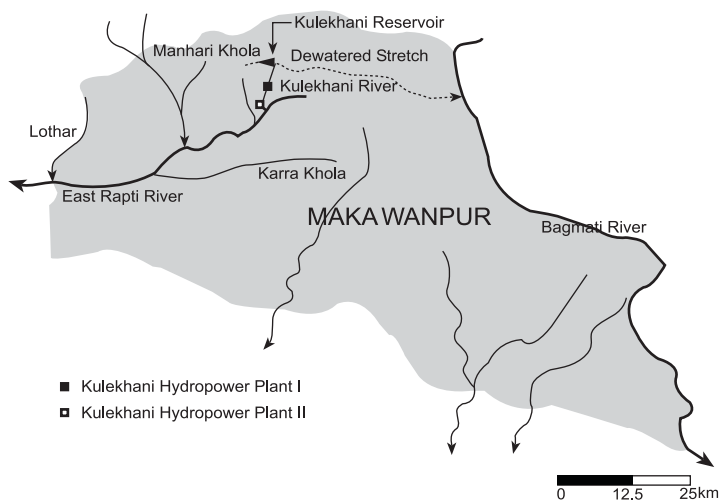 Kulekhani Reservoir
Manhari Khola
Dewatered Stretch
Kulekhani River
Lothar
Karra Khola
East Rapti River
MAKAWANPUR
Bagmati River
Kulekhani Hydropower Plant I
Kulekhani Hydropower Plant II
0 12.5 25km